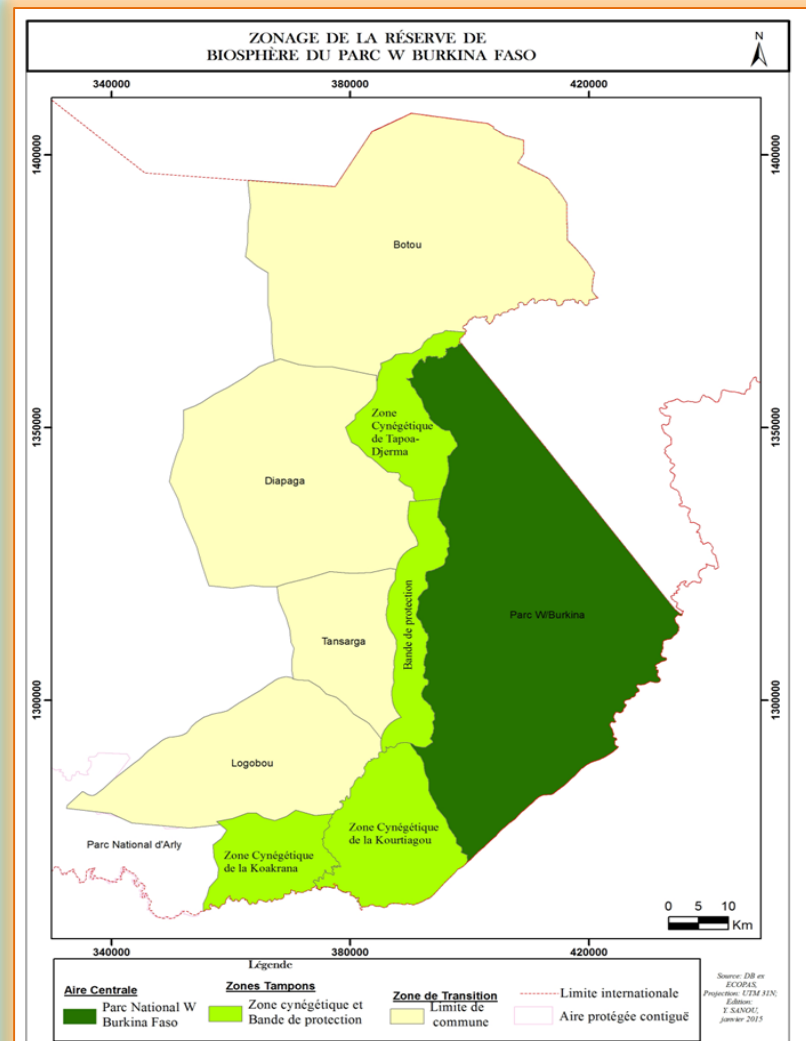 ZONAGE DE LA RÉSERVE DE
BIOSPHÈRE DU PARC W BURKINA FASO
N
340000
380000
420000
1400000
1400000
Botou
Zone
Cynégétique
de Tapoa-
Djerma
1350000
1350000
Diapaga
Bande de protection
Parc W/Burkina
Tansarga
1300000
1300000
Logobou
Parc National d'Arly
Zone Cynégétique
de la Koakrana
Zone Cynégétique
de la Kourtiagou
0 5 10
Km
340000
380000
420000
Légende
Aire Centrale
Parc National W
Burkina Faso
Zones Tampons
Zone cynégétique et
Bande de protection
Zone de Transition
Limite de
commune
Limite internationale
Aire protégée contiguë
Source: DB ex
ECOPAS,
Projection: UTM 31N;
Edition:
Y. SANOU,
janvier 2015